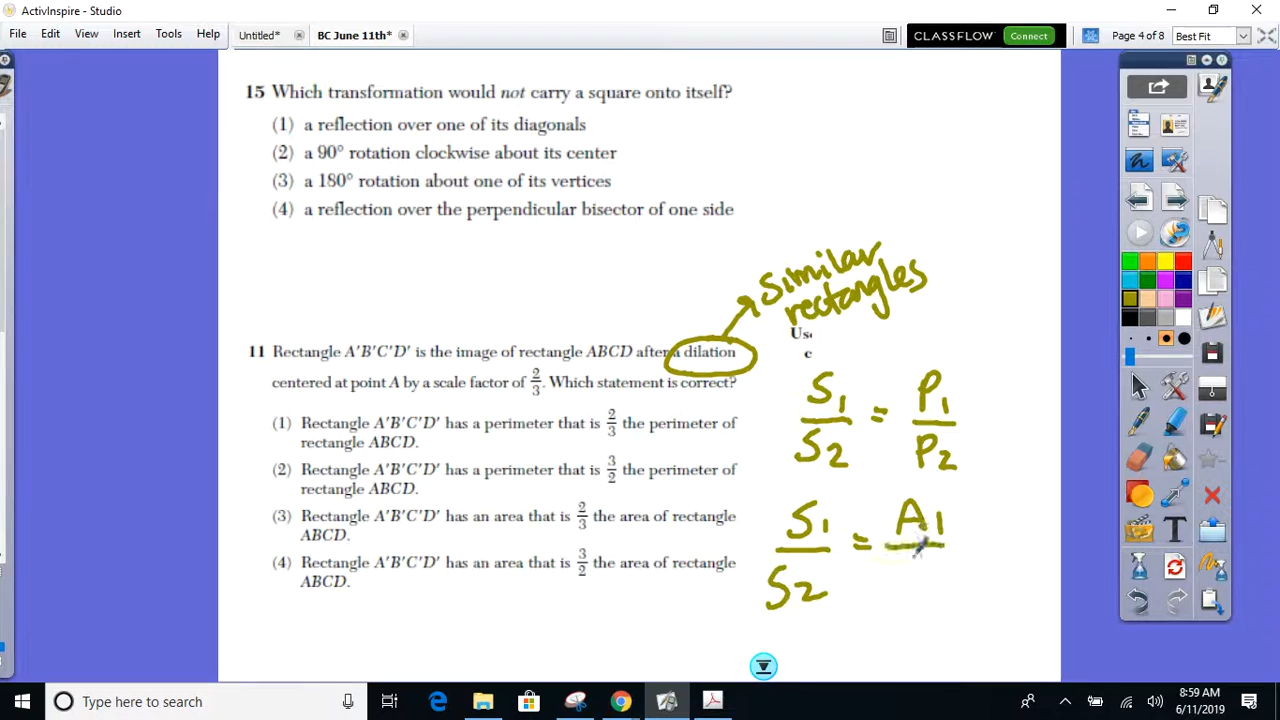 ActivInspire - Studio
File Edit View Insert Tools Help
Untitled*
BC June 11th*
CLASSFLOW
Connect
Page 4 of 8
Best Fit
15 Which transformation would not carry a square onto itself?
(1) a reflection over one of its diagonals
(2) a 90° rotation clockwise about its center
(3) a 180° rotation about one of its vertices
(4) a reflection over the perpendicular bisector of one side
Similar
rectangles
Use
c
11 Rectangle A'B'C'D' is the image of rectangle ABCD after a dilation
centered at point A by a scale factor of 2/3. Which statement is correct?
(1) Rectangle A'B'C'D' has a perimeter that is 2/3 the perimeter of
rectangle ABCD.
(2) Rectangle A'B'C'D' has a perimeter that is 3/2 the perimeter of
rectangle ABCD.
(3) Rectangle A'B'C'D' has an area that is 2/3 the area of rectangle
ABCD.
(4) Rectangle A'B'C'D' has an area that is 3/2 the area of rectangle
ABCD.
S1/S2 = P1/P2
S1/S2 = A1
Type here to search
8:59 AM
6/11/2019